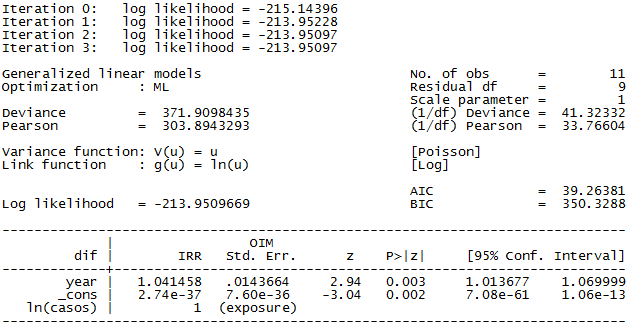 Iteration 0:   log likelihood = -215.14396
Iteration 1:   log likelihood = -213.95228
Iteration 2:   log likelihood = -213.95097
Iteration 3:   log likelihood = -213.95097
Generalized linear models                          No. of obs      =        11
Optimization     : ML                              Residual df     =         9
                                                   Scale parameter =         1
Deviance         =  371.9098435                    (1/df) Deviance =  41.32332
Pearson          =  303.8943293                    (1/df) Pearson  =  33.76604
Variance function: V(u) = u                        [Poisson]
Link function    : g(u) = ln(u)                    [Log]
                                                   AIC             =  39.26381
Log likelihood   = -213.9509669                    BIC             =  350.3288
------------------------------------------------------------------------------
             |                 OIM
         dif |        IRR   Std. Err.      z    P>|z|     [95% Conf. Interval]
-------------+----------------------------------------------------------------
        year |   1.041458   .0143664     2.94   0.003     1.013677    1.069999
       _cons |   2.74e-37   7.60e-36    -3.04   0.002     7.08e-61    1.06e-13
   ln(casos) |          1  (exposure)
------------------------------------------------------------------------------